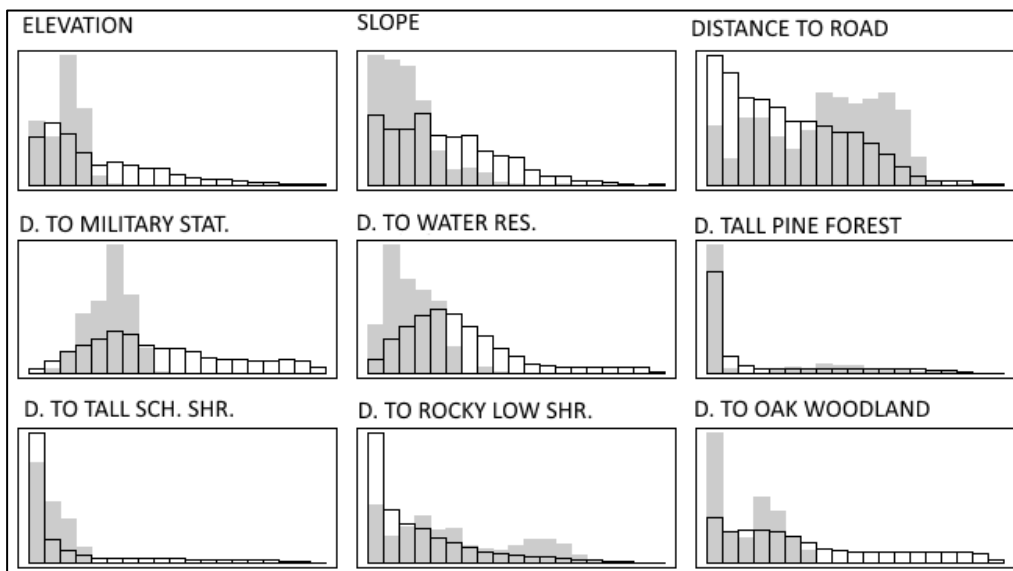 ELEVATION
SLOPE
DISTANCE TO ROAD
D. TO MILITARY STAT.
D. TO WATER RES.
D. TALL PINE FOREST
D. TO TALL SCH. SHR.
D. TO ROCKY LOW SHR.
D. TO OAK WOODLAND